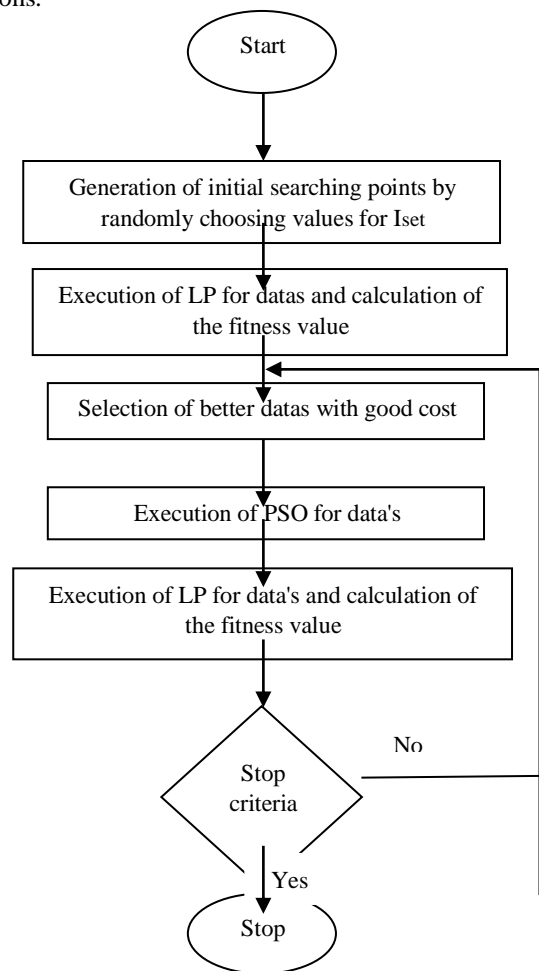 ons.
Start
Generation of initial searching points by
randomly choosing values for Iset
Execution of LP for datas and calculation of
the fitness value
Selection of better datas with good cost
Execution of PSO for data's
Execution of LP for data's and calculation of
the fitness value
No
Stop
criteria
Yes
Stop